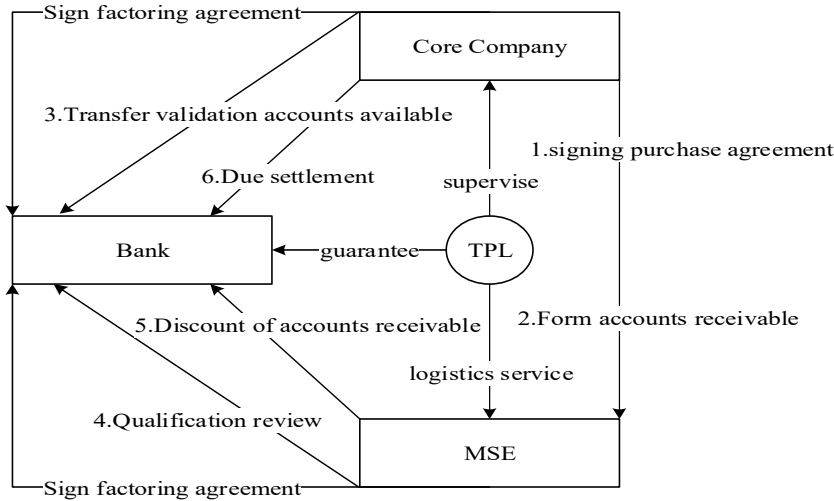 Sign factoring agreement
Core Company
3.Transfer validation accounts available
1.signing purchase agreement
6.Due settlement
supervise
Bank
guarantee
TPL
5.Discount of accounts receivable
2.Form accounts receivable
logistics service
4.Qualification review
MSE
Sign factoring agreement